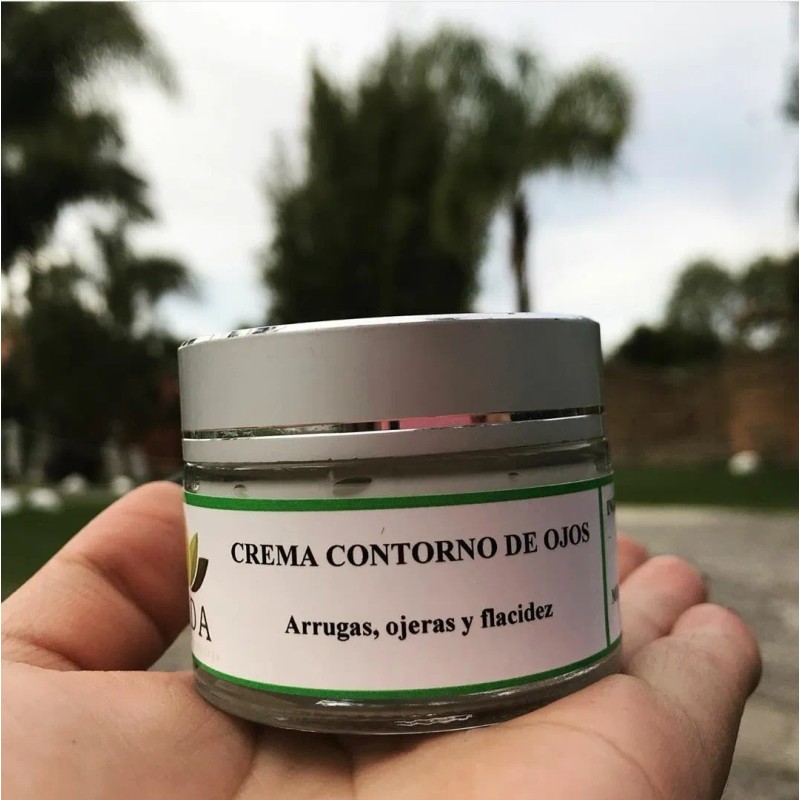 CREMA CONTORNO DE OJOS
Arrugas, ojeras y flacidez